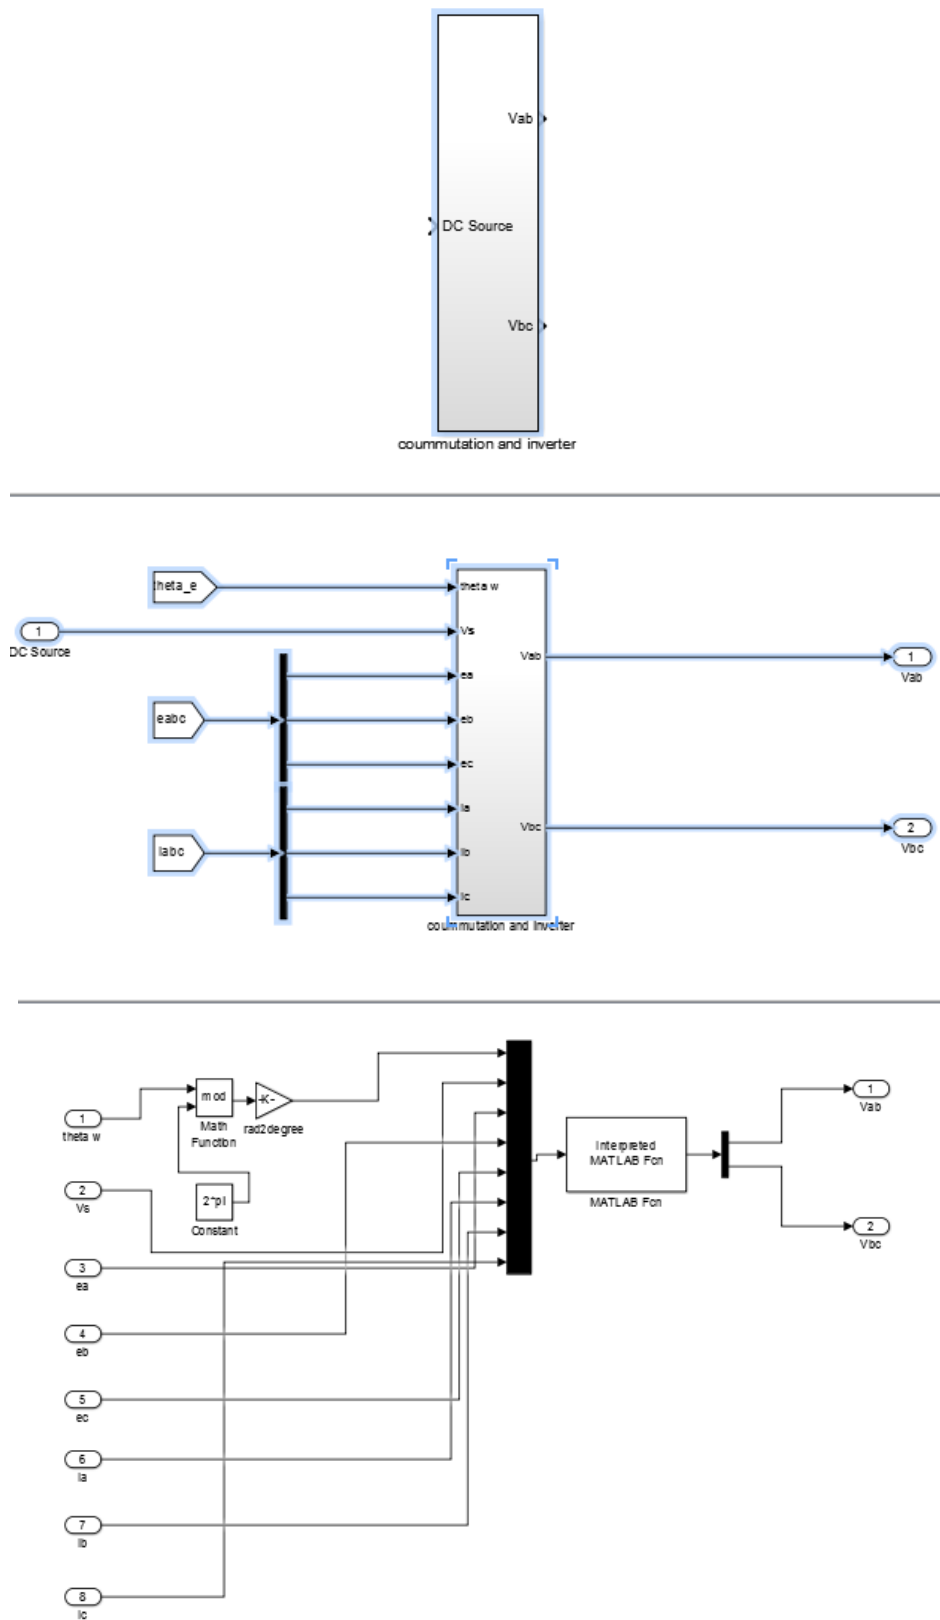 Vab
DC Source
Vbc
coummutation and inverter
theta_e
theta w
1
DC Source
Vs
Vab
1
Vab
ea
eabc
eb
ec
Ia
Vbc
2
Vbc
Iabc
Ib
Ic
coummutation and inverter
1
theta w
mod
Math
Function
-K-
rad2degree
1
Vab
Interpreted
MATLAB Fcn
MATLAB Fcn
2
Vs
2*pi
Constant
2
Vbc
3
ea
4
eb
5
ec
6
Ia
7
Ib
8
Ic